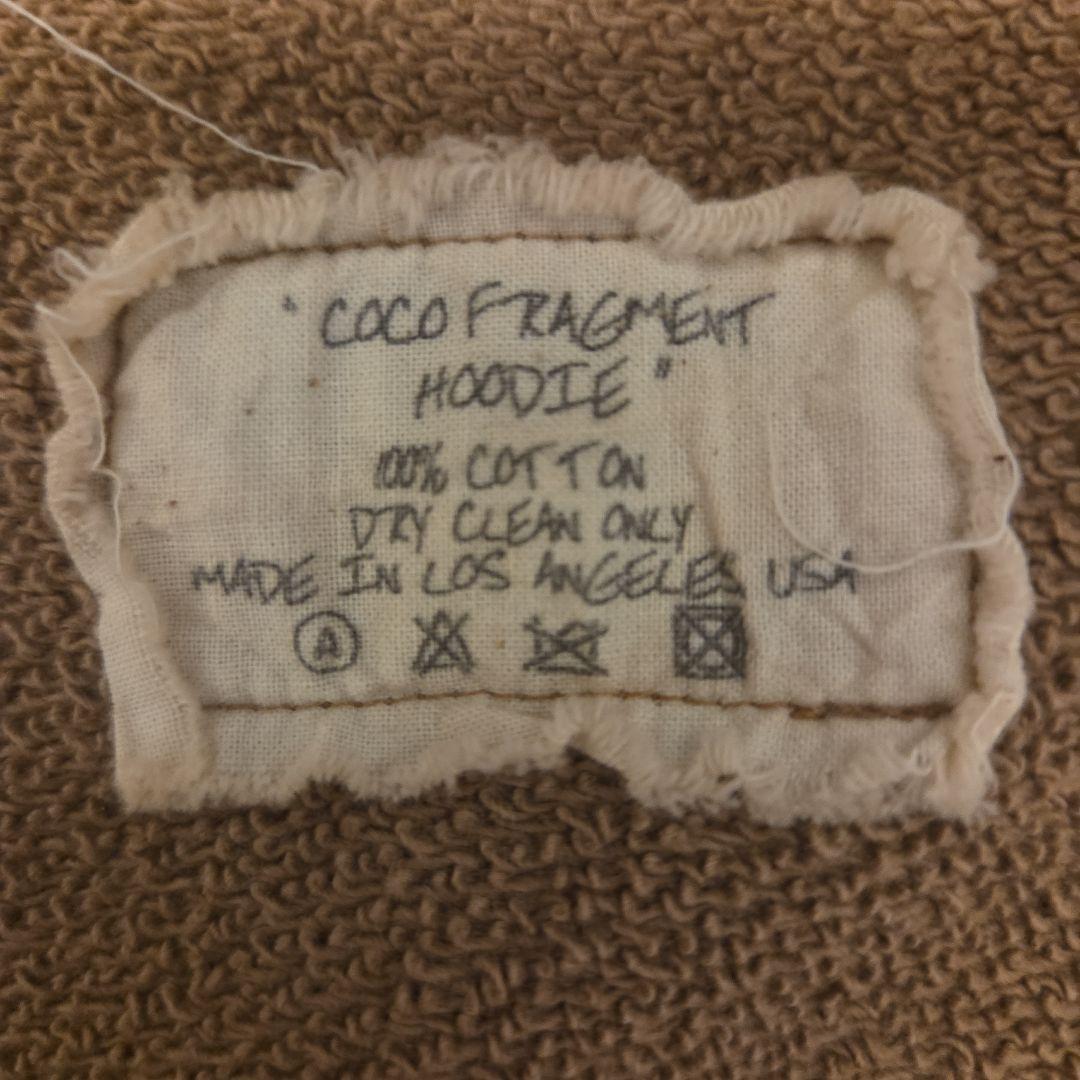 "COCO FRAGMENT
HOODIE"
100% COTTON
DRY CLEAN ONLY
MADE IN LOS ANGELES USA
A